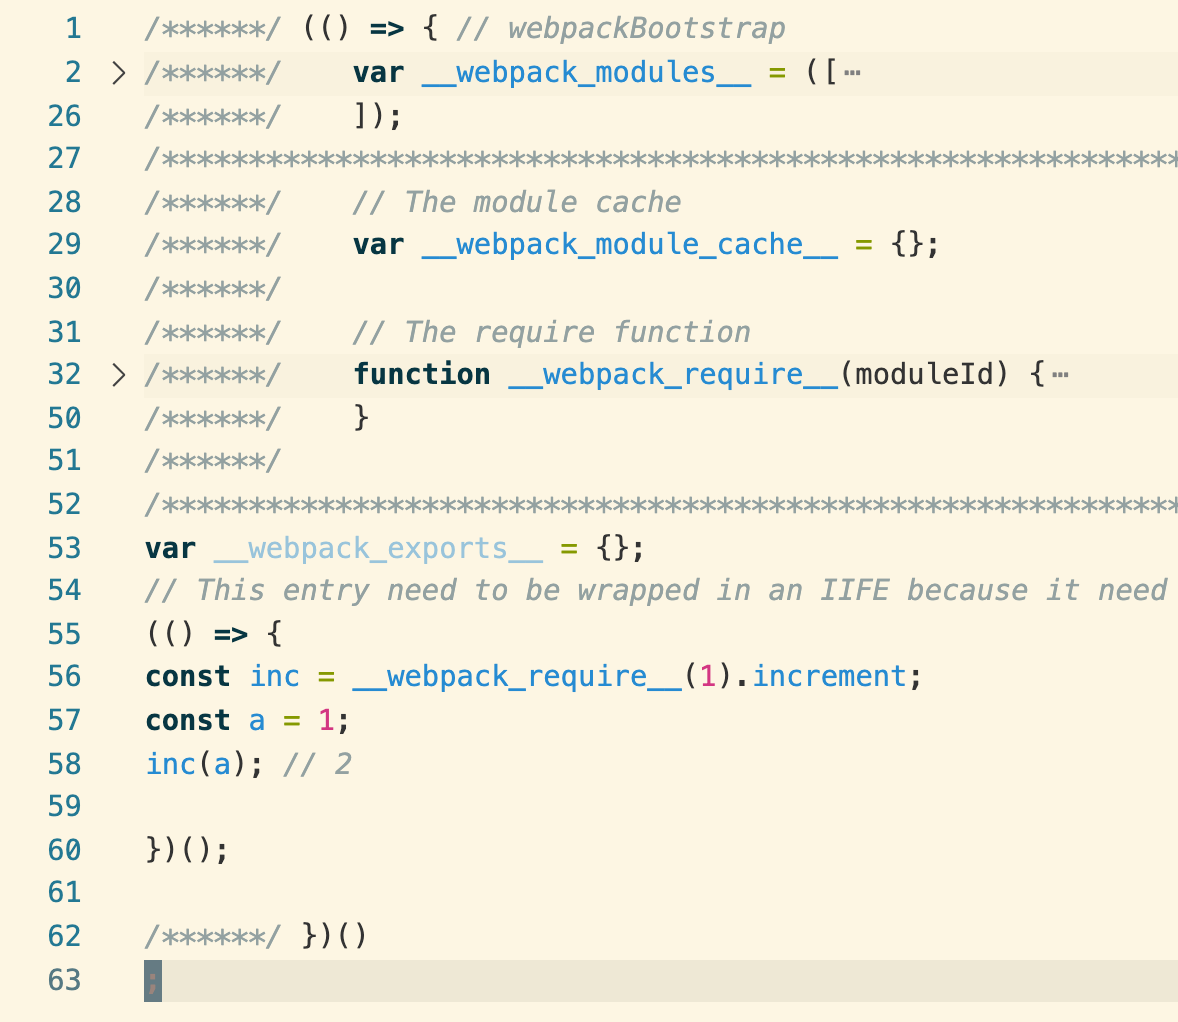 1 /******/ (() => { // webpackBootstrap
2 > /******/ var __webpack_modules__ = ([…
26 /******/ ]);
27 /************************************************************
28 /******/ // The module cache
29 /******/ var __webpack_module_cache__ = {};
30 /******/
31 /******/ // The require function
32 > /******/ function __webpack_require__(moduleId) {…
50 /******/ }
51 /******/
52 /************************************************************
53 var __webpack_exports__ = {};
54 // This entry need to be wrapped in an IIFE because it need
55 (() => {
56 const inc = __webpack_require__(1).increment;
57 const a = 1;
58 inc(a); // 2
59
60 })();
61
62 /******/ })()
63 ;